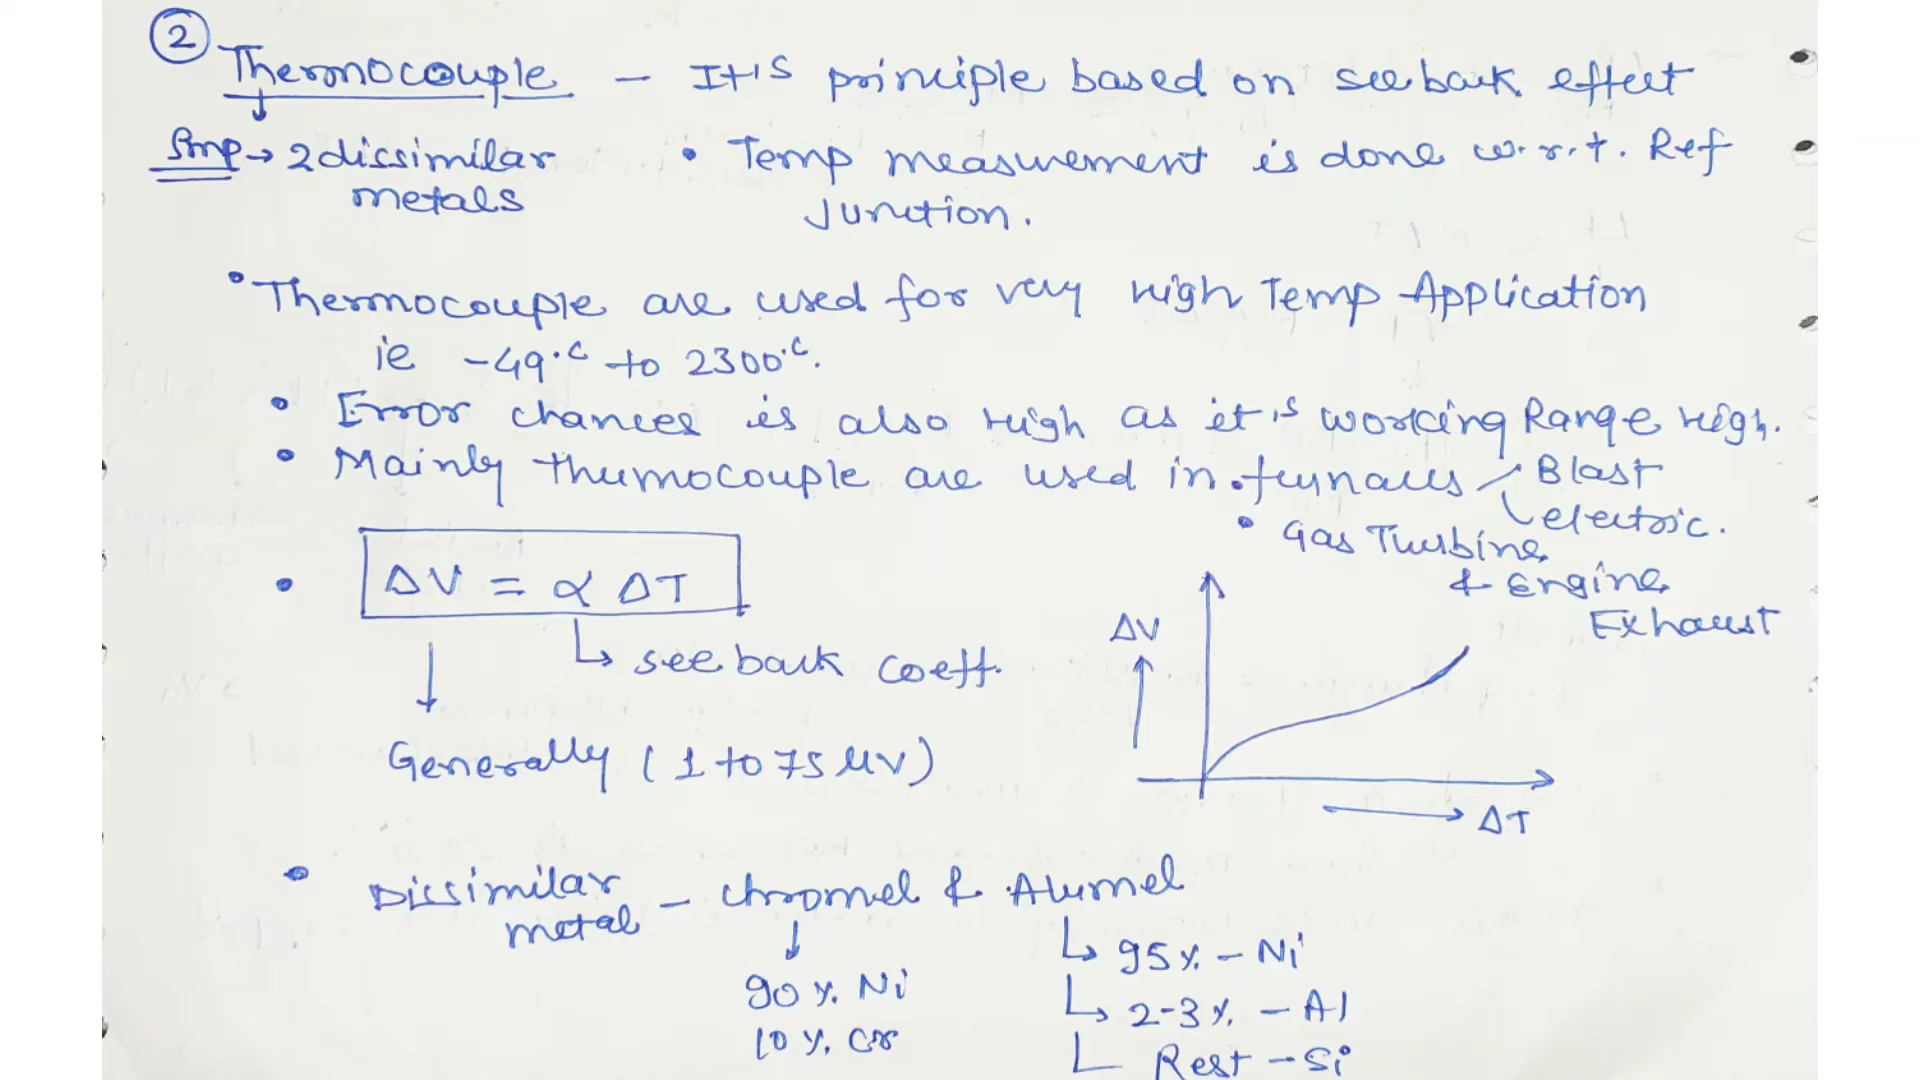 2
Thermocouple - It's principle based on seeback effect
Imp → 2 dissimilar metals
• Temp measurement is done w.r.t. Ref Junction.
• Thermocouple are used for very high Temp Application
ie -49°C to 2300°C.
• Error chances is also High as it's working Range High.
• Mainly thermocouple are used in • furnaces Blast
electric.
• Gas Turbine
& Engine
Exhaust
• ΔV = α ΔT
↳ seeback coeff.
↓
Generally (1 to 75 μV)
ΔV
→ ΔT
• Dissimilar metal - chromel & Alumel
↓
90% Ni
10% Cr
↳ 95% - Ni
↳ 2-3% - Al
Rest - Si